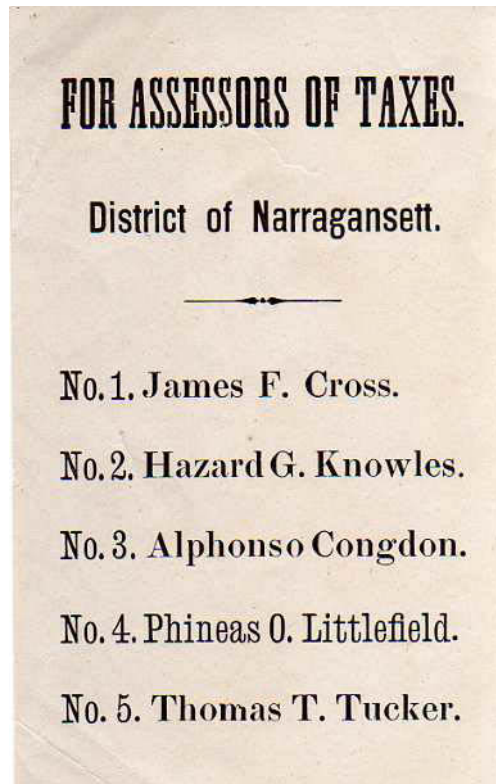 FOR ASSESSORS OF TAXES.
District of Narragansett.
No. 1. James F. Cross.
No. 2. Hazard G. Knowles.
No. 3. Alphonso Congdon.
No. 4. Phineas O. Littlefield.
No. 5. Thomas T. Tucker.